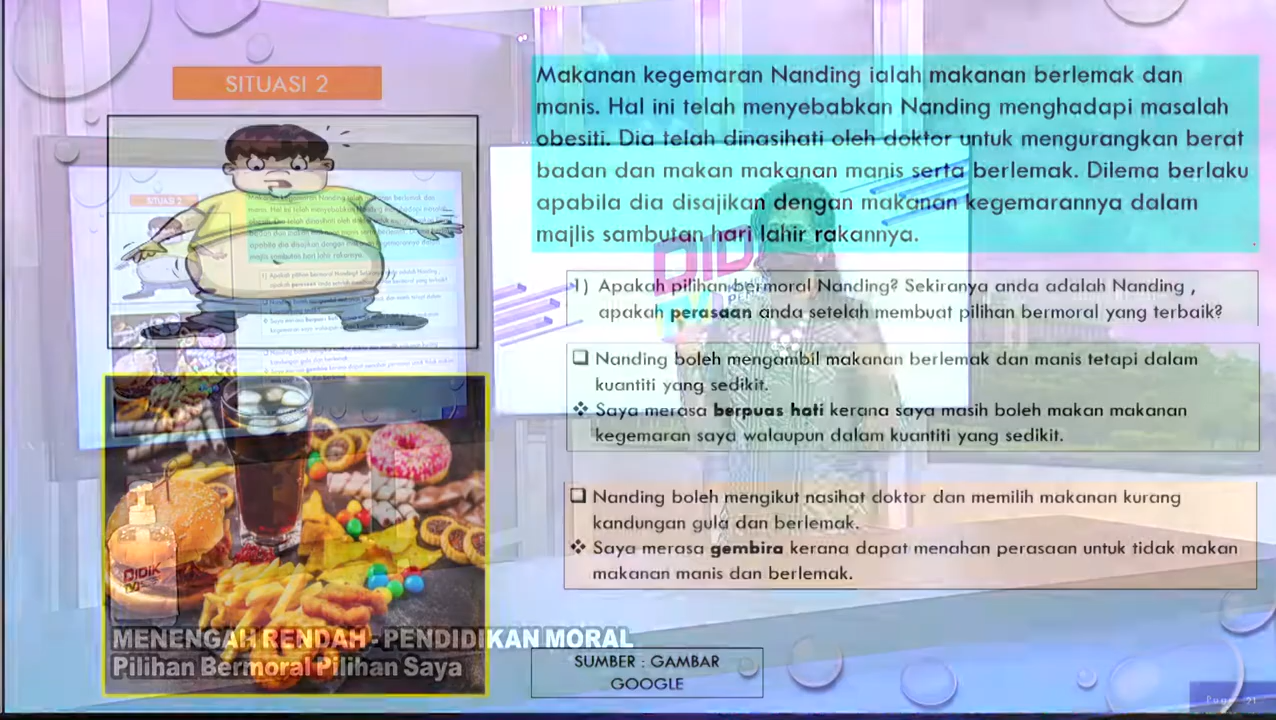 SITUASI 2
Makanan kegemaran Nanding ialah makanan berlemak dan
manis. Hal ini telah menyebabkan Nanding menghadapi masalah
obesiti. Dia telah dinasihati oleh doktor untuk mengurangkan berat
badan dan makan makanan manis serta berlemak. Dilema berlaku
apabila dia disajikan dengan makanan kegemarannya dalam
majlis sambutan hari lahir rakannya.
1) Apakah pilihan bermoral Nanding? Sekiranya anda adalah Nanding ,
apakah perasaan anda setelah membuat pilihan bermoral yang terbaik?
❑ Nanding boleh mengambil makanan berlemak dan manis tetapi dalam
kuantiti yang sedikit.
❖ Saya merasa berpuas hati kerana saya masih boleh makan makanan
kegemaran saya walaupun dalam kuantiti yang sedikit.
❑ Nanding boleh mengikut nasihat doktor dan memilih makanan kurang
kandungan gula dan berlemak.
❖ Saya merasa gembira kerana dapat menahan perasaan untuk tidak makan
makanan manis dan berlemak.
DIDIK
MENENGAH RENDAH - PENDIDIKAN MORAL
Pilihan Bermoral Pilihan Saya
SUMBER : GAMBAR
GOOGLE
Page 21